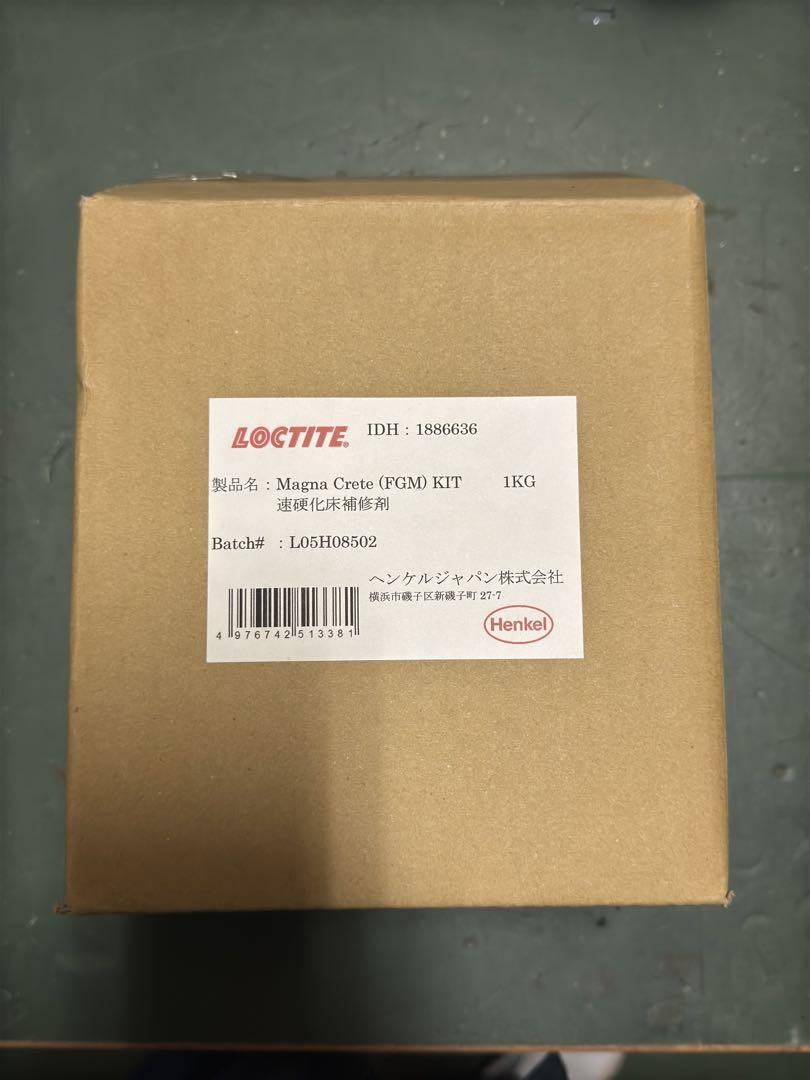 LOCTITE. IDH : 1886636
製品名 : Magna Crete (FGM) KIT 1KG
速硬化床補修剤
Batch# : L05H08502
ヘンケルジャパン株式会社
横浜市磯子区新磯子町 27-7
Henkel
4 976742 513381